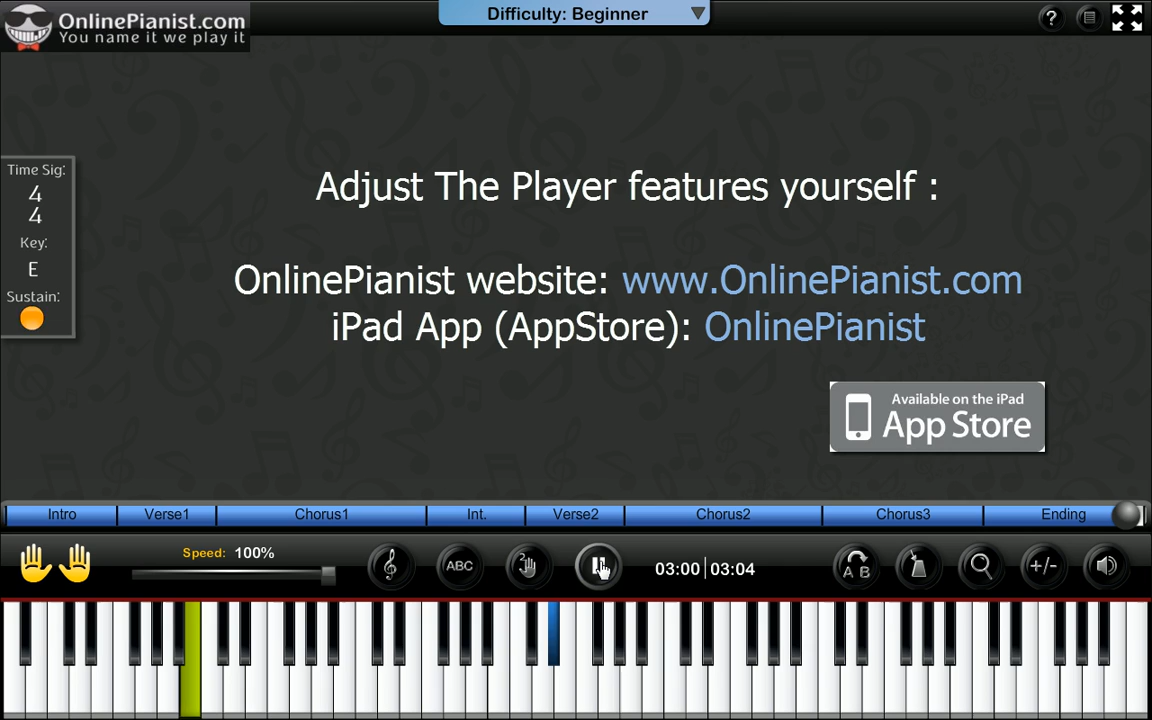 OnlinePianist.com
You name it we play it
Difficulty: Beginner
?
Time Sig:
4
4
Key:
E
Sustain:
Adjust The Player features yourself :
OnlinePianist website: www.OnlinePianist.com
iPad App (AppStore): OnlinePianist
Available on the iPad
App Store
Intro Verse1 Chorus1 Int. Verse2 Chorus2 Chorus3 Ending
Speed: 100%
ABC
2
03:00|03:04
A B
+/-